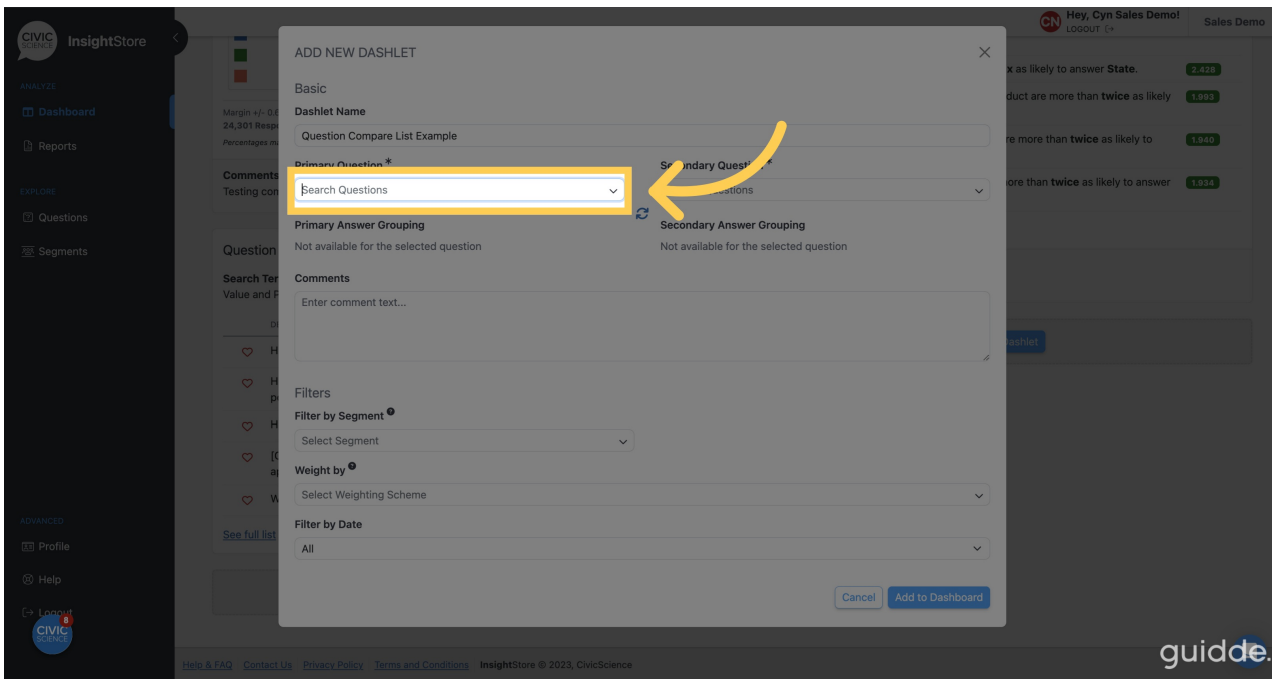 CIVIC
SCIENCE
InsightStore
CN
Hey, Cyn Sales Demo!
LOGOUT
Sales Demo
ANALYZE
Dashboard
Reports
EXPLORE
Questions
Segments
ADVANCED
Profile
Help
Logout
8
CIVIC
SCIENCE
Margin +/- 0.6
24,301 Resp
Percentages m
Comments
Testing con
Question
Search Ter
Value and P
See full list
ADD NEW DASHLET
Basic
Dashlet Name
Question Compare List Example
Primary Question *
Search Questions
Secondary Question *
Primary Answer Grouping
Not available for the selected question
Secondary Answer Grouping
Not available for the selected question
Comments
Enter comment text...
Filters
Filter by Segment
Select Segment
Weight by
Select Weighting Scheme
Filter by Date
All
Cancel
Add to Dashboard
x as likely to answer State.
2.428
duct are more than twice as likely
1.993
re more than twice as likely to
1.940
ore than twice as likely to answer
1.934
Dashlet
Help & FAQ Contact Us Privacy Policy Terms and Conditions InsightStore © 2023, CivicScience
guidde.